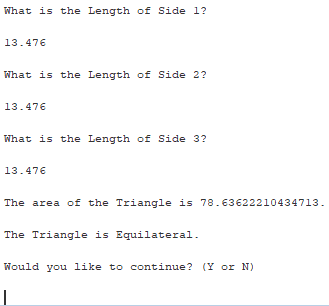 What is the Length of Side 1?
13.476
What is the Length of Side 2?
13.476
What is the Length of Side 3?
13.476
The area of the Triangle is 78.63622210434713.
The Triangle is Equilateral.
Would you like to continue? (Y or N)